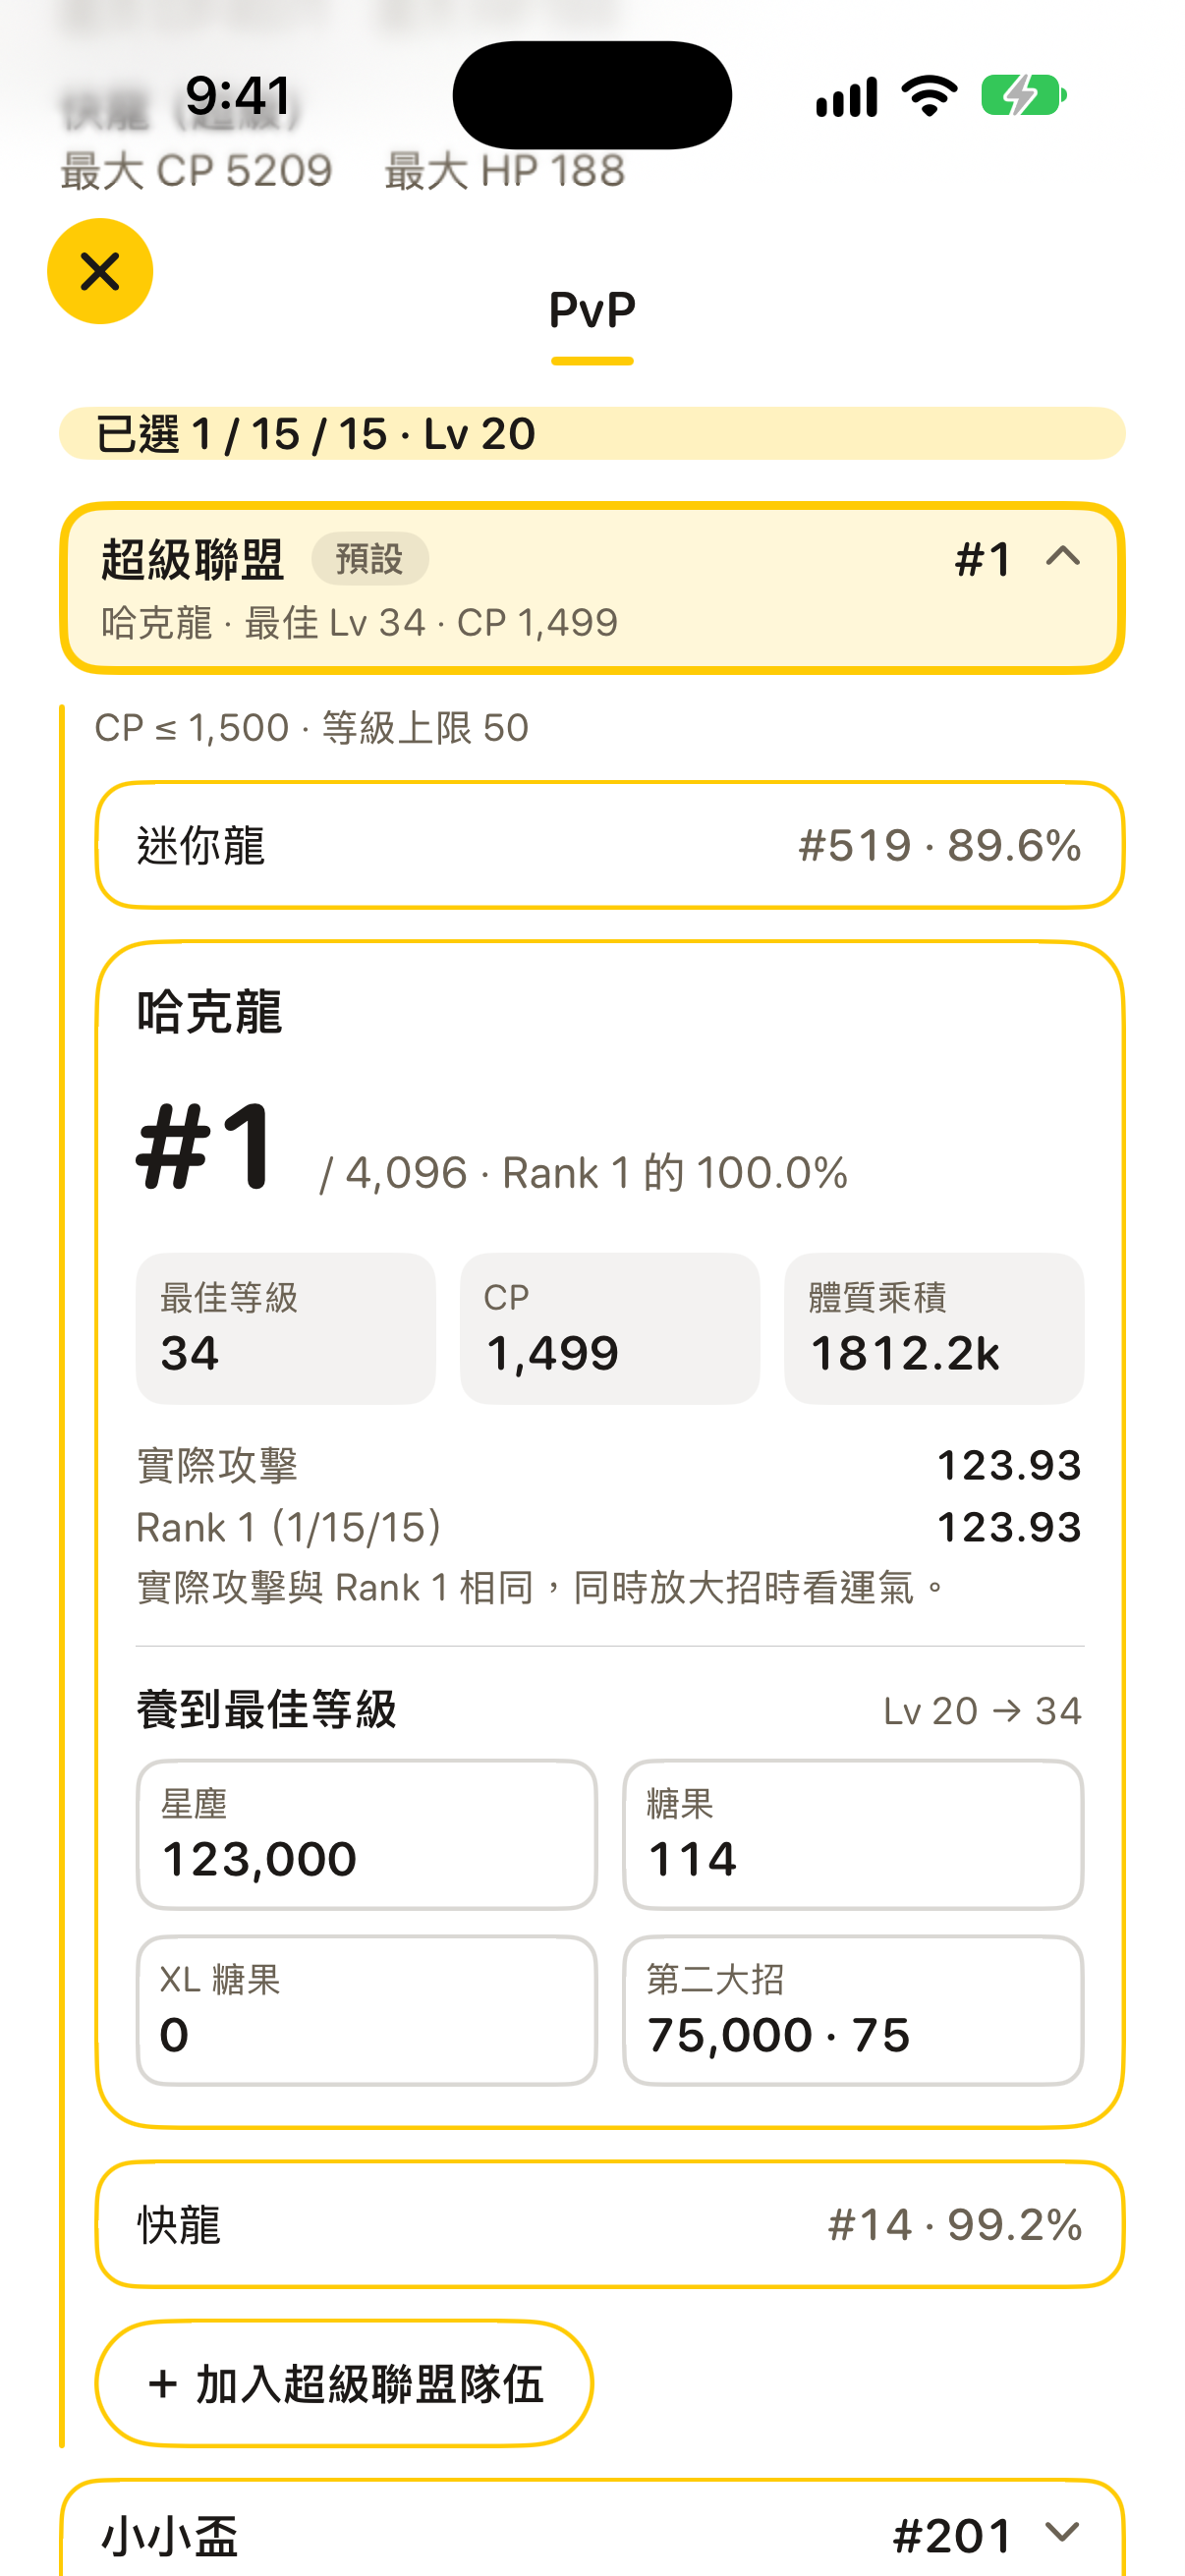 9:41
快龍（超級）
最大 CP 5209 最大 HP 188
PvP
已選 1 / 15 / 15 · Lv 20
超級聯盟 預設 #1
哈克龍 · 最佳 Lv 34 · CP 1,499
CP ≤ 1,500 · 等級上限 50
迷你龍 #519 · 89.6%
哈克龍
#1 / 4,096 · Rank 1 的 100.0%
最佳等級 CP 體質乘積
34 1,499 1812.2k
實際攻擊 123.93
Rank 1 (1/15/15) 123.93
實際攻擊與 Rank 1 相同，同時放大招時看運氣。
養到最佳等級 Lv 20 → 34
星塵 糖果
123,000 114
XL 糖果 第二大招
0 75,000 · 75
快龍 #14 · 99.2%
+ 加入超級聯盟隊伍
小小盃 #201